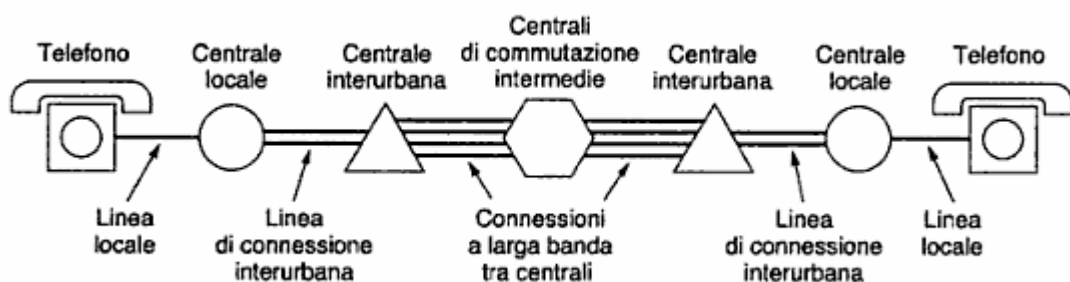 Telefono
Centrale
locale
Centrale
interurbana
Centrali
di commutazione
intermedie
Centrale
interurbana
Centrale
locale
Telefono
Linea
locale
Linea
di connessione
interurbana
Connessioni
a larga banda
tra centrali
Linea
di connessione
interurbana
Linea
locale